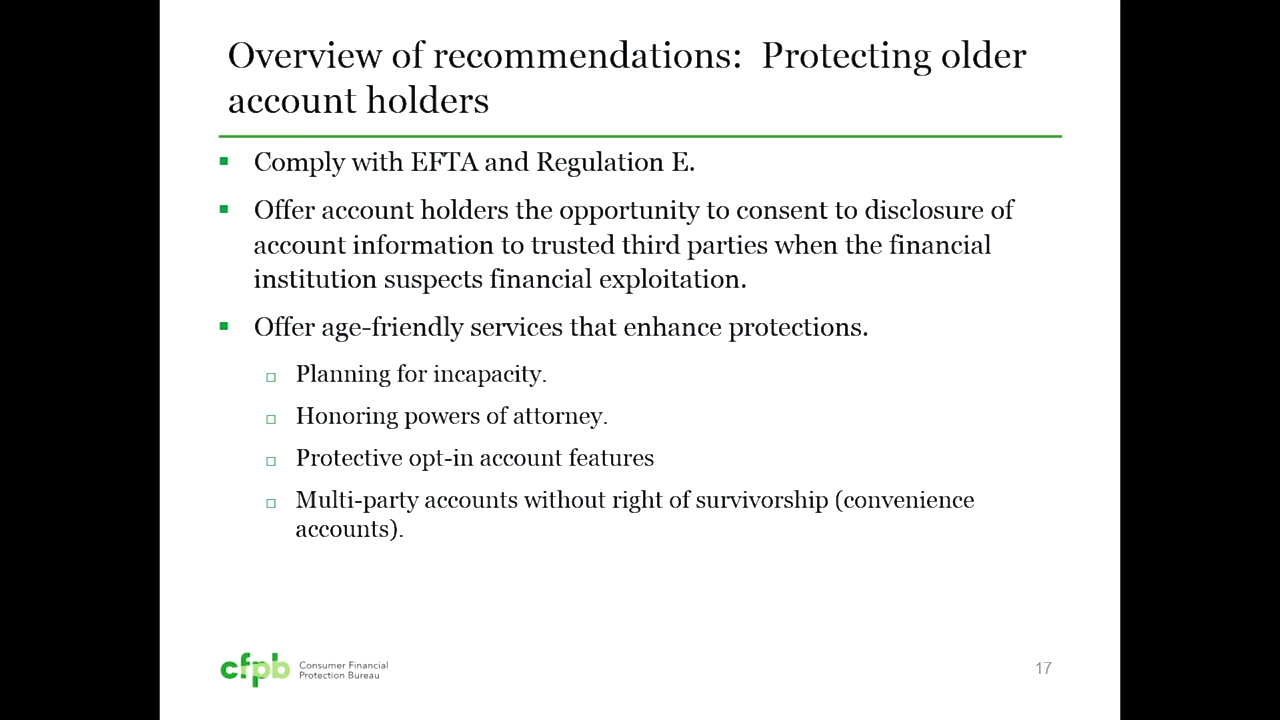 Overview of recommendations:  Protecting older
account holders
Comply with EFTA and Regulation E.
Offer account holders the opportunity to consent to disclosure of
account information to trusted third parties when the financial
institution suspects financial exploitation.
Offer age-friendly services that enhance protections.
Planning for incapacity.
Honoring powers of attorney.
Protective opt-in account features
Multi-party accounts without right of survivorship (convenience
accounts).
cfpb
Consumer Financial
Protection Bureau
17